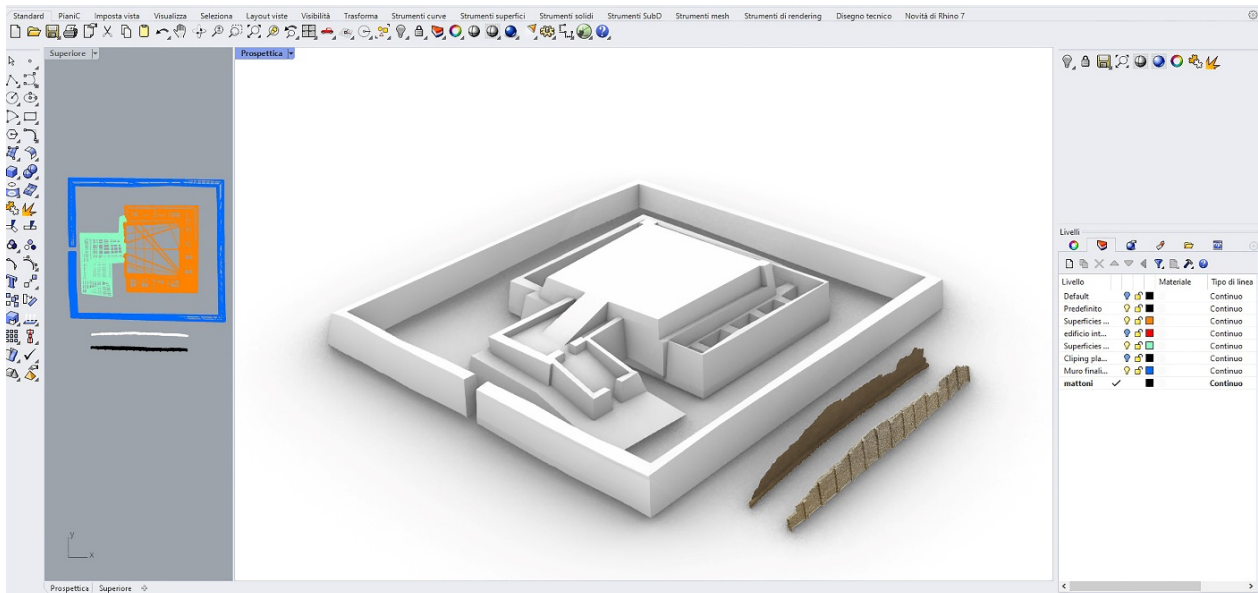 Standard PianiC Imposta vista Visualizza Seleziona Layout viste Visibilità Trasforma Strumenti curve Strumenti superfici Strumenti solidi Strumenti SubD Strumenti mesh Strumenti di rendering Disegno tecnico Novità di Rhino 7
Superiore
Prospettica
y
x
Prospettica Superiore
Livelli
Livello Materiale Tipo di linea
Default Continuo
Predefinito Continuo
Superficies ... Continuo
edificio int... Continuo
Superficies ... Continuo
Cliping pla... Continuo
Muro finali... Continuo
mattoni Continuo